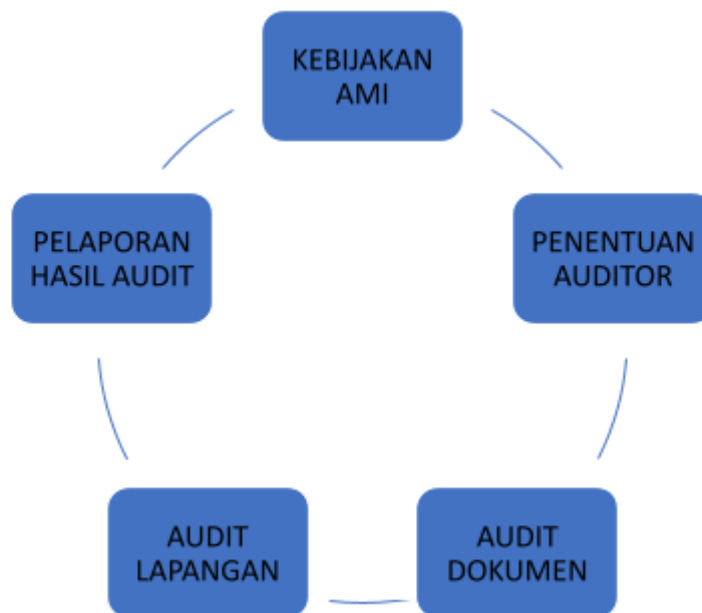 KEBIJAKAN
AMI
PENENTUAN
AUDITOR
AUDIT
DOKUMEN
AUDIT
LAPANGAN
PELAPORAN
HASIL AUDIT